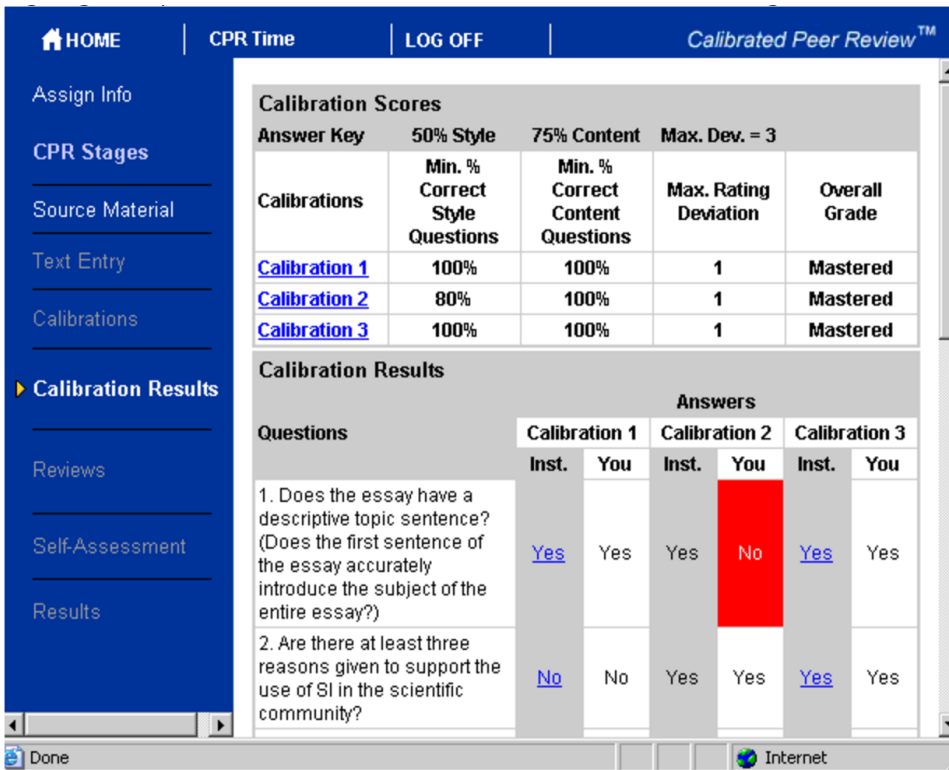 HOME
CPR Time
LOG OFF
Calibrated Peer Review™
Assign Info
CPR Stages
Source Material
Text Entry
Calibrations
Calibration Results
Reviews
Self-Assessment
Results
Calibration Scores
Answer Key 50% Style 75% Content Max. Dev. = 3
Calibrations
Min. %
Correct
Style
Questions
Min. %
Correct
Content
Questions
Max. Rating
Deviation
Overall
Grade
Calibration 1 100% 100% 1 Mastered
Calibration 2 80% 100% 1 Mastered
Calibration 3 100% 100% 1 Mastered
Calibration Results
Answers
Questions
Calibration 1 Calibration 2 Calibration 3
Inst. You Inst. You Inst. You
1. Does the essay have a
descriptive topic sentence?
(Does the first sentence of
the essay accurately
introduce the subject of the
entire essay?)
Yes Yes Yes No Yes Yes
2. Are there at least three
reasons given to support the
use of SI in the scientific
community?
No No Yes Yes Yes Yes
Done
Internet